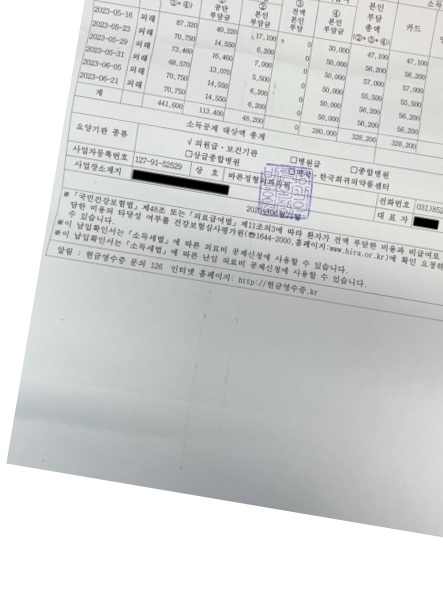 ① ② ③ ④ 본인 소득
(①+④)) 공단 본인 전액 본인 부담 카드
부담금 부담금 본인 부담금 총액
부담 (②+③+④)
2023-05-16 외래 87,320 40,220 17,100 0 30,000 47,100 47,100
2023-05-23 외래 70,750 14,550 6,200 0 50,000 56,200 56,200
2023-05-29 외래 73,460 16,460 7,000 0 50,000 57,000 57,000
2023-05-31 외래 68,570 13,070 5,500 0 50,000 55,500 55,500
2023-06-05 외래 70,750 14,550 6,200 0 50,000 56,200 56,200
2023-06-21 외래 70,750 14,550 6,200 0 50,000 56,200 56,200
계 441,600 113,400 48,200 0 280,000 328,200 328,200
소득공제 대상액 총계
요양기관 종류 √ 의원급·보건기관 □병원급 □종합병원
□상급종합병원 □약국·한국희귀의약품센터
사업자등록번호 127-91-52529 상 호 바른정형외과의원 전화번호 031)85
사업장소재지 대 표 자
※「국민건강보험법」제48조 또는 「의료급여법」제11조의3에 따라 환자가 전액 부담한 비용과 비급여로
담한 비용의 타당성 여부를 건강보험심사평가원(☎1644-2000,홈페이지:www.hira.or.kr)에 확인 요청하
수 있습니다.
※이 납입확인서는「소득세법」에 따른 의료비 공제신청에 사용할 수 있습니다.
※이 납입확인서는「소득세법」에 따른 난임 의료비 공제신청에 사용할 수 있습니다.
알림 : 현금영수증 문의 126 인터넷 홈페이지: http://현금영수증.kr